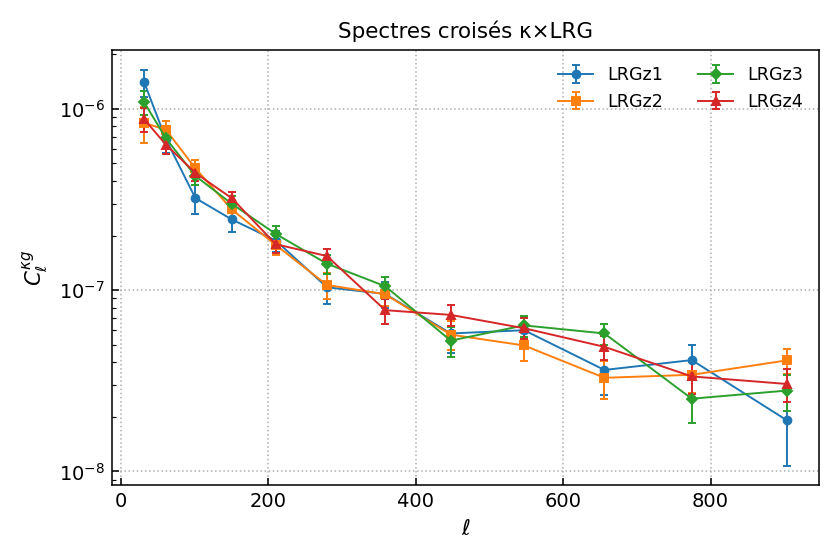 Spectres croisés κ×LRG
LRGz1
LRGz2
LRGz3
LRGz4
10⁻⁶
10⁻⁷
10⁻⁸
C_ℓ^{κg}
0 200 400 600 800
ℓ